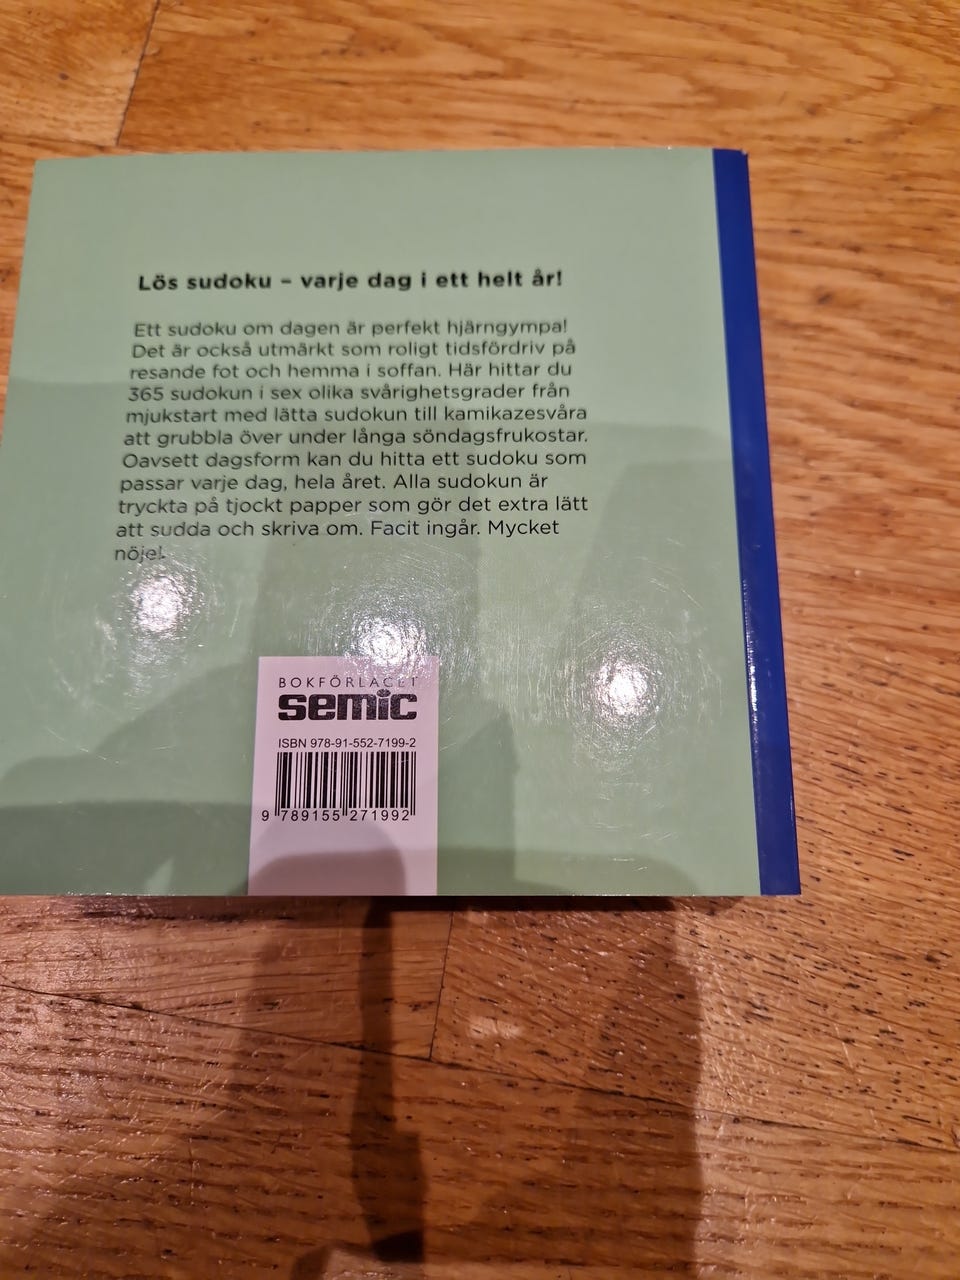 Lös sudoku – varje dag i ett helt år!
Ett sudoku om dagen är perfekt hjärngympa!
Det är också utmärkt som roligt tidsfördriv på
resande fot och hemma i soffan. Här hittar du
365 sudokun i sex olika svårighetsgrader från
mjukstart med lätta sudokun till kamikazesvåra
att grubbla över under långa söndagsfrukostar.
Oavsett dagsform kan du hitta ett sudoku som
passar varje dag, hela året. Alla sudokun är
tryckta på tjockt papper som gör det extra lätt
att sudda och skriva om. Facit ingår. Mycket
nöje!
BOKFÖRLAGET
semic
ISBN 978-91-552-7199-2
9 789155 271992